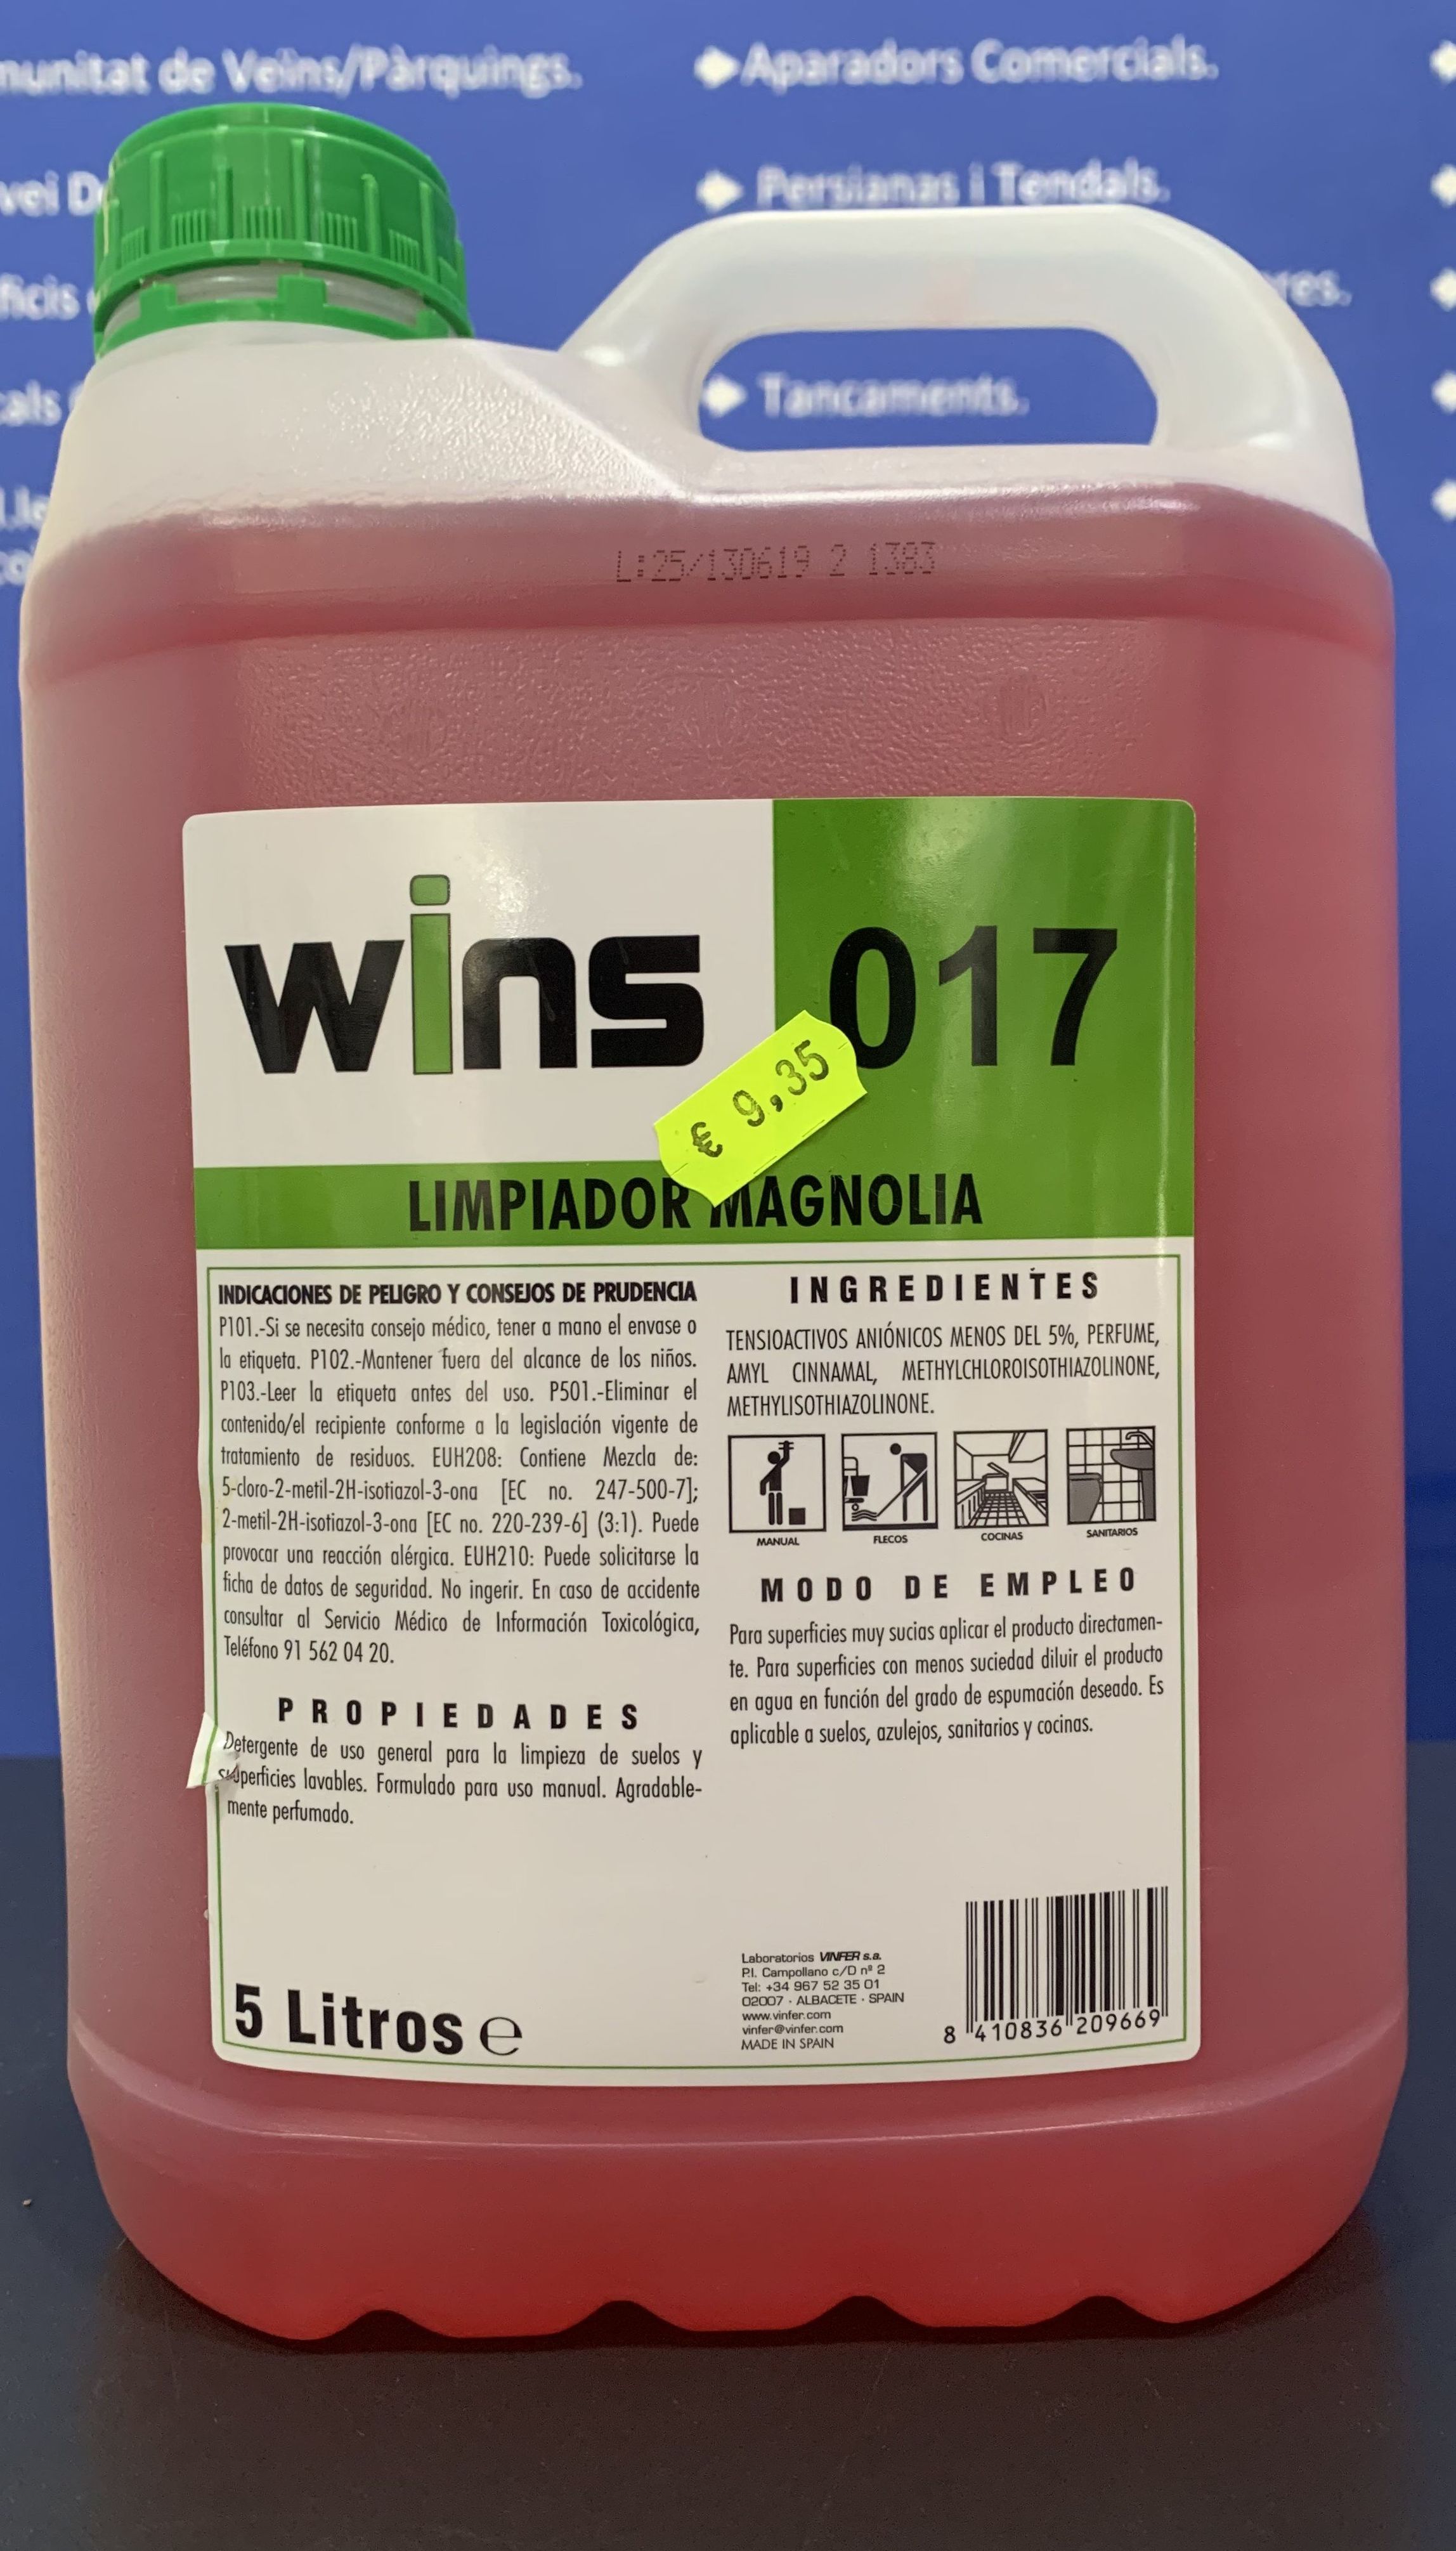 munitat de Veïns/Pàrquings.
Aparadors Comercials.
vei
Persianas i Tendals.
ficis
res.
Tancaments.
L:25/130619 2 1383
wins
017
€ 9,35
LIMPIADOR MAGNOLIA
INDICACIONES DE PELIGRO Y CONSEJOS DE PRUDENCIA
P101.-Si se necesita consejo médico, tener a mano el envase o
la etiqueta. P102.-Mantener fuera del alcance de los niños.
P103.-Leer la etiqueta antes del uso. P501.-Eliminar el
contenido/el recipiente conforme a la legislación vigente de
tratamiento de residuos. EUH208: Contiene Mezcla de:
5-cloro-2-metil-2H-isotiazol-3-ona [EC no. 247-500-7];
2-metil-2H-isotiazol-3-ona [EC no. 220-239-6] (3:1). Puede
provocar una reacción alérgica. EUH210: Puede solicitarse la
ficha de datos de seguridad. No ingerir. En caso de accidente
consultar al Servicio Médico de Información Toxicológica,
Teléfono 91 562 04 20.
PROPIEDADES
Detergente de uso general para la limpieza de suelos y
superficies lavables. Formulado para uso manual. Agradable-
mente perfumado.
5 Litros ℮
INGREDIENTES
TENSIOACTIVOS ANIÓNICOS MENOS DEL 5%, PERFUME,
AMYL CINNAMAL, METHYLCHLOROISOTHIAZOLINONE,
METHYLISOTHIAZOLINONE.
MANUAL
FLECOS
COCINAS
SANITARIOS
MODO DE EMPLEO
Para superficies muy sucias aplicar el producto directamen-
te. Para superficies con menos suciedad diluir el producto
en agua en función del grado de espumación deseado. Es
aplicable a suelos, azulejos, sanitarios y cocinas.
Laboratorios VINFER s.a.
P.I. Campollano c/D nº 2
Tel: +34 967 52 35 01
02007 · ALBACETE · SPAIN
www.vinfer.com
vinfer@vinfer.com
MADE IN SPAIN
8 410836 209669